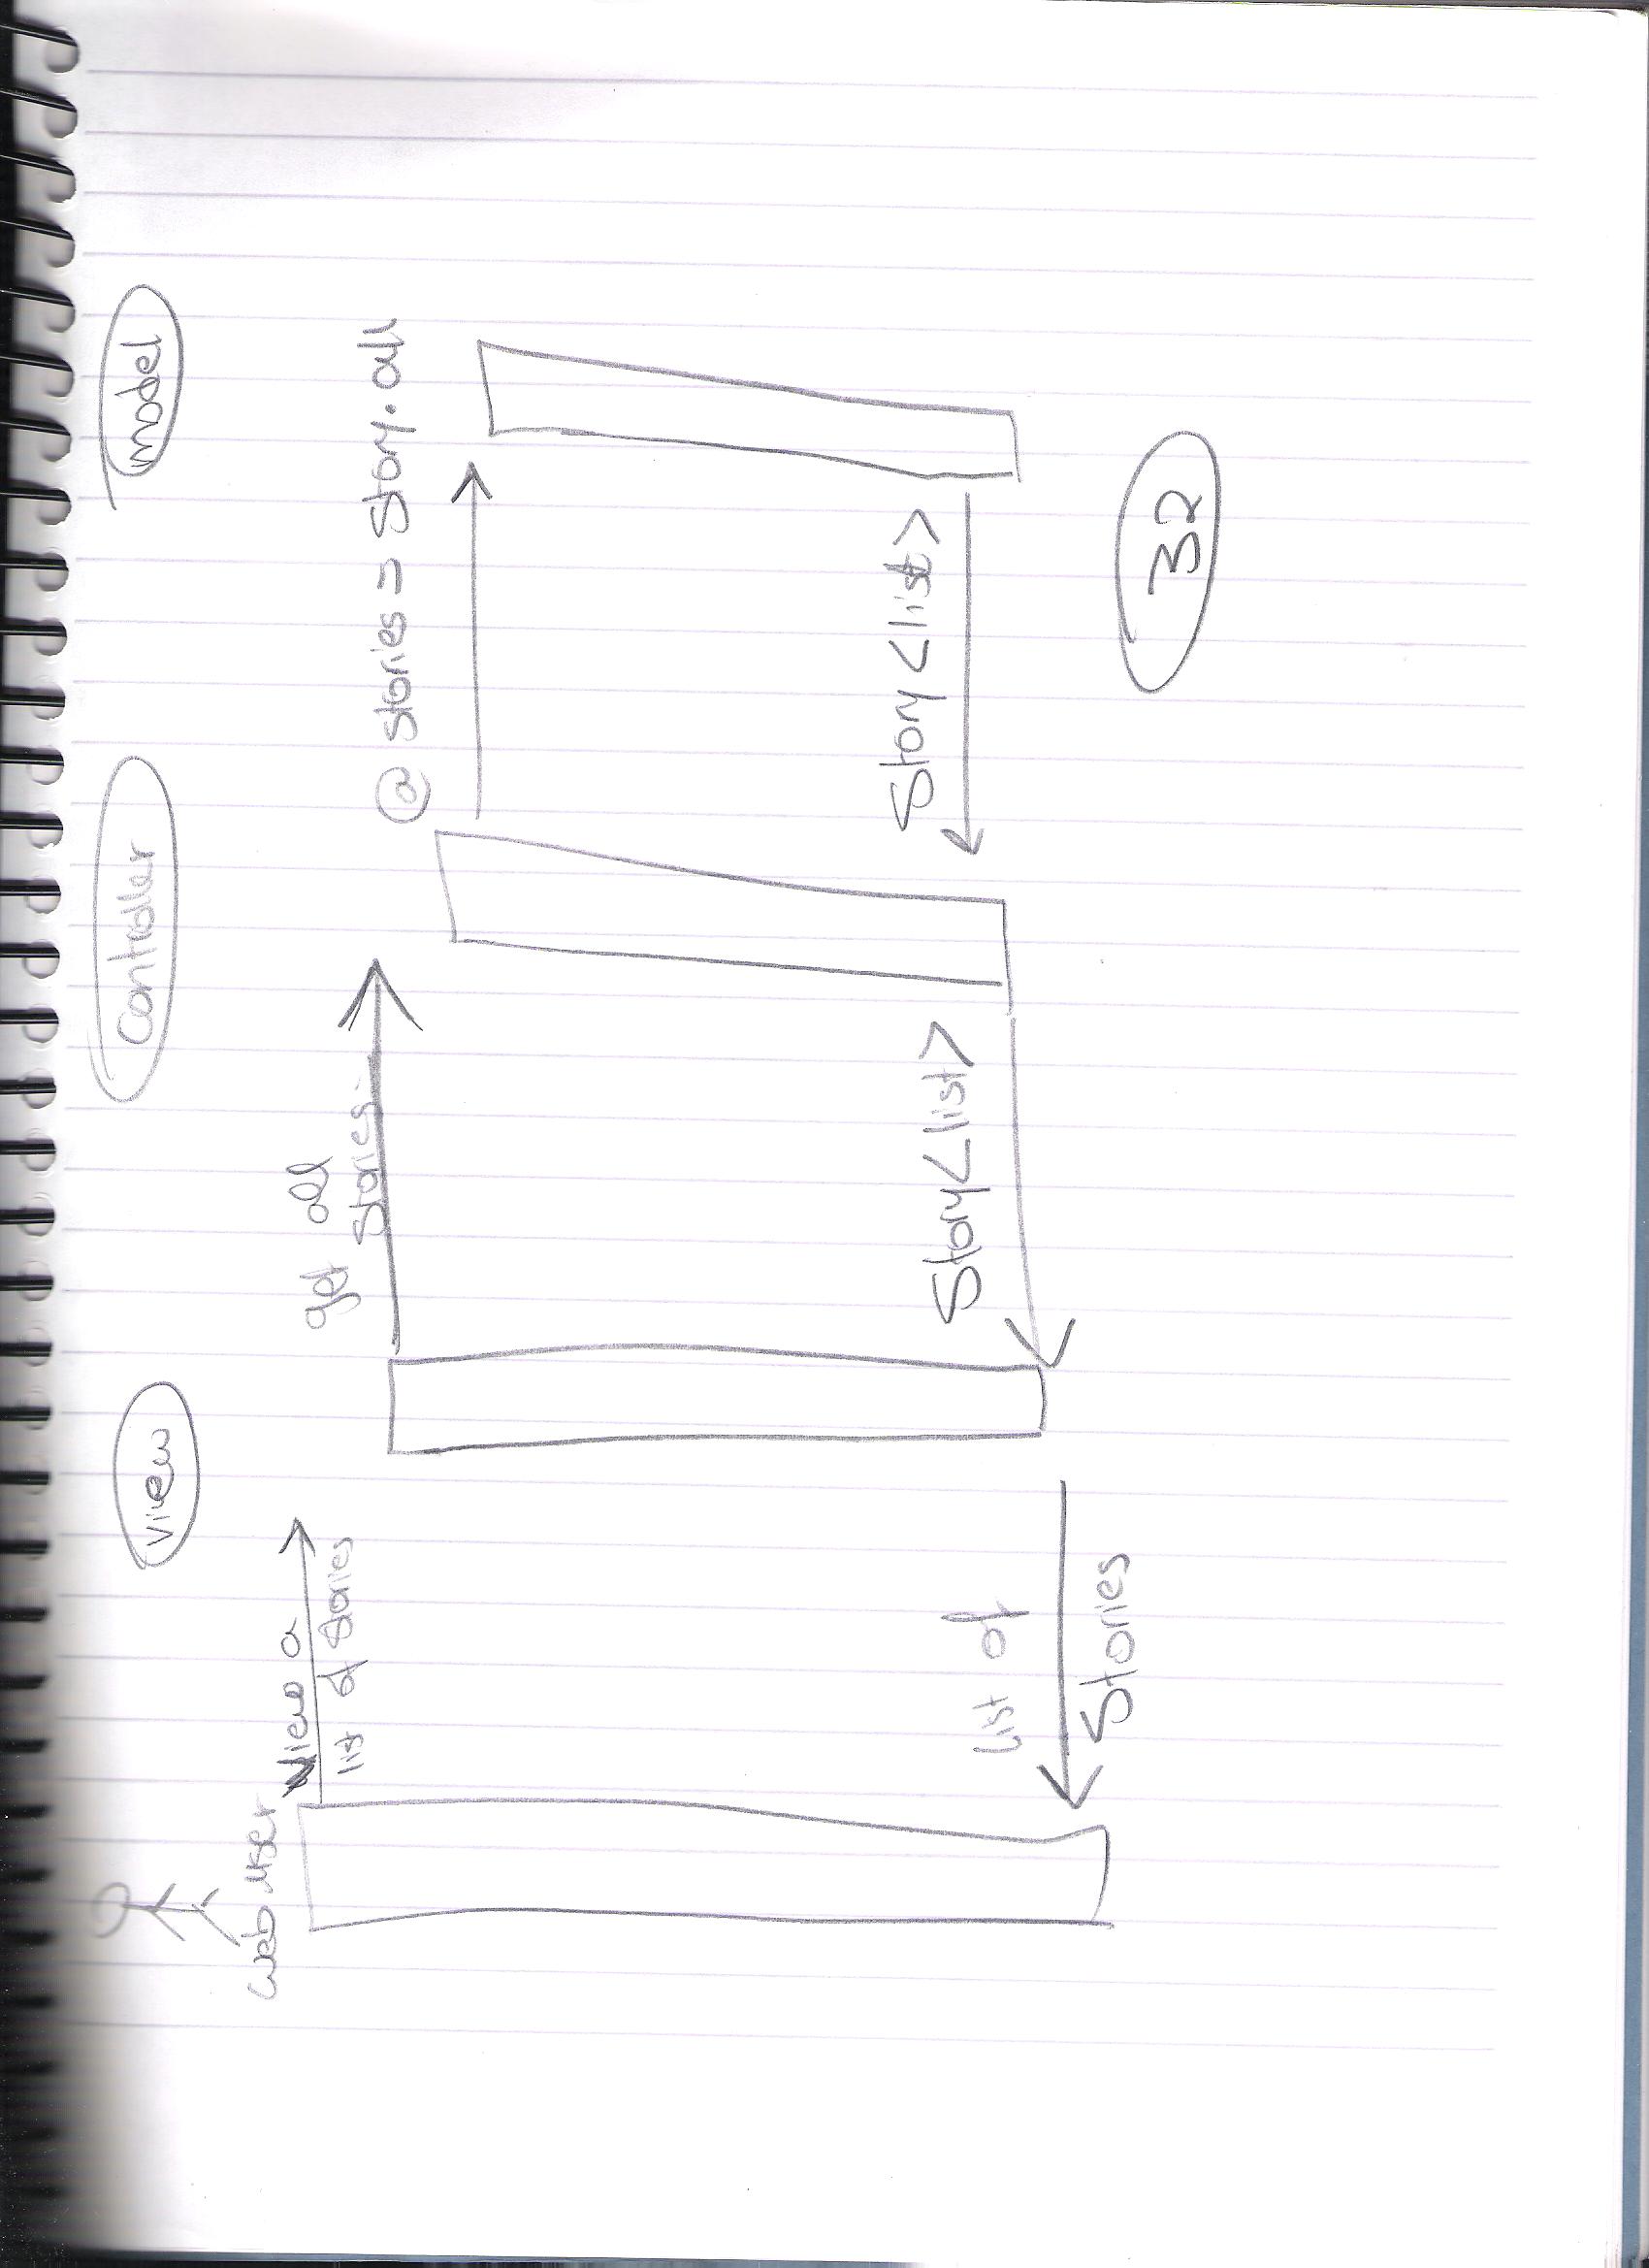 web user
View
Controller
model
View a
list of stories
get all
stories
@ stories = Story.all
Story <list>
Story<list>
List of
Stories
32